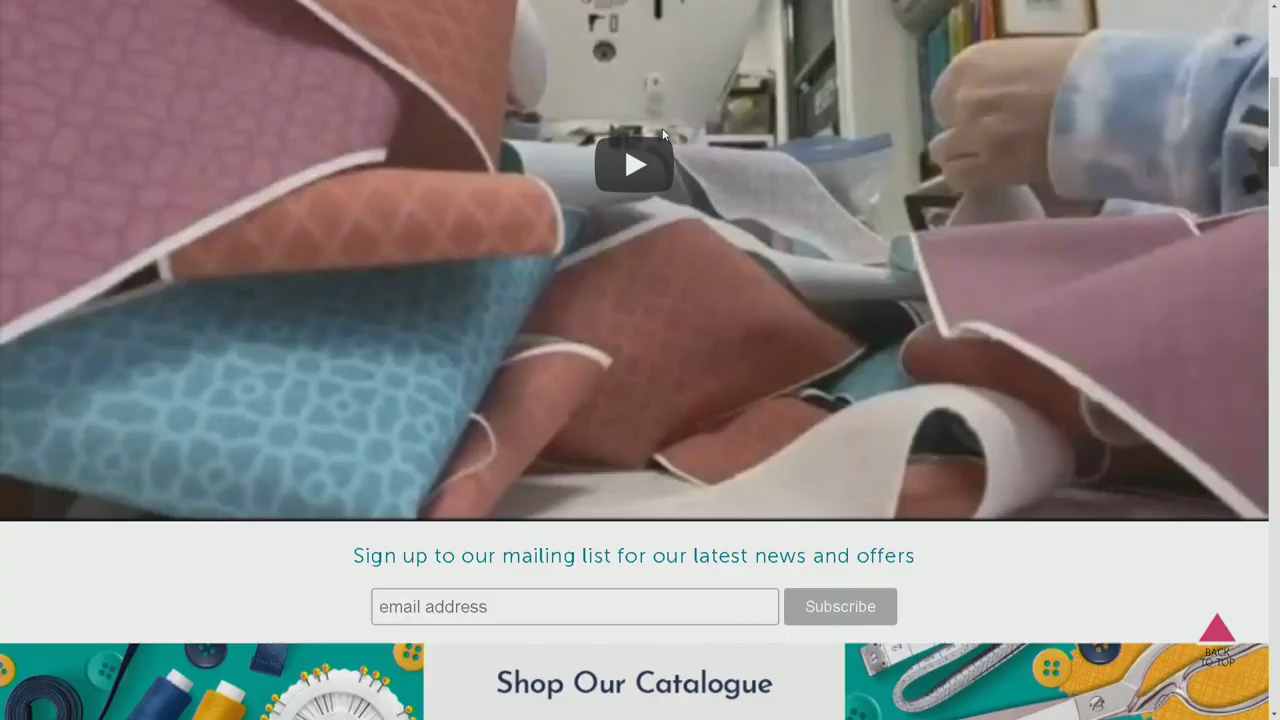 Sign up to our mailing list for our latest news and offers
email address
Subscribe
BACK
TO TOP
Shop Our Catalogue